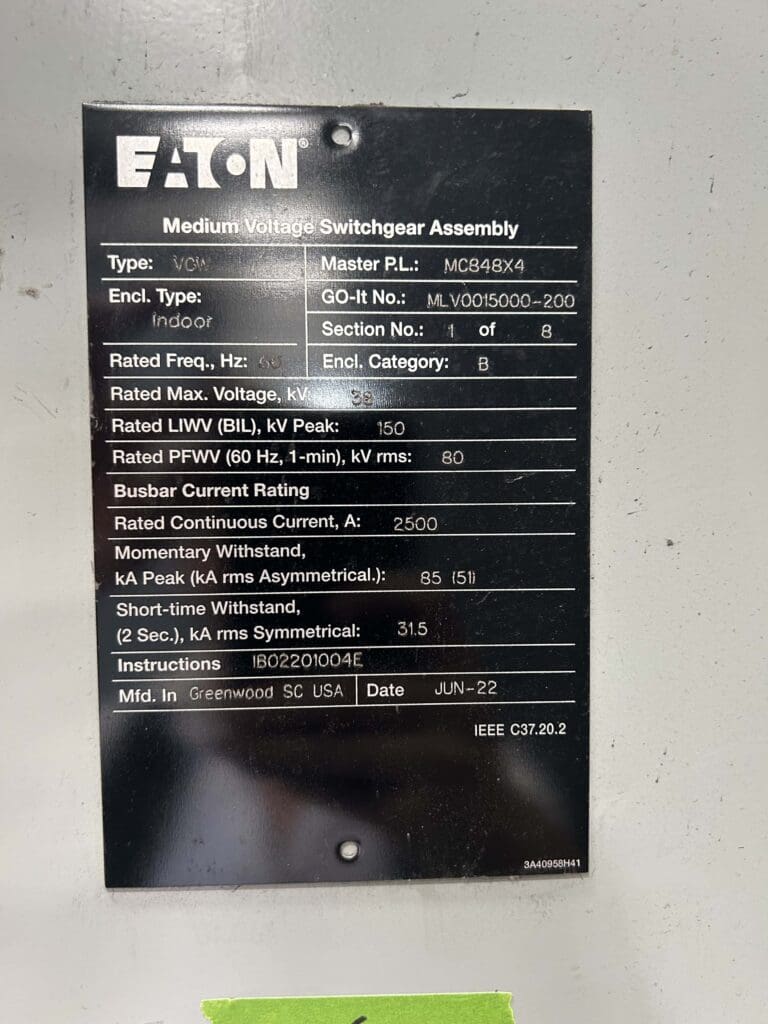 EATON®
Medium Voltage Switchgear Assembly
Type: VCW Master P.L.: MC848X4
Encl. Type: GO-It No.: MLV0015000-200
Indoor Section No.: 1 of 8
Rated Freq., Hz: 60 Encl. Category: B
Rated Max. Voltage, kV: 38
Rated LIWV (BIL), kV Peak: 150
Rated PFWV (60 Hz, 1-min), kV rms: 80
Busbar Current Rating
Rated Continuous Current, A: 2500
Momentary Withstand,
kA Peak (kA rms Asymmetrical.): 85 (51)
Short-time Withstand,
(2 Sec.), kA rms Symmetrical: 31.5
Instructions IB02201004E
Mfd. In Greenwood SC USA Date JUN-22
IEEE C37.20.2
3A40958H41